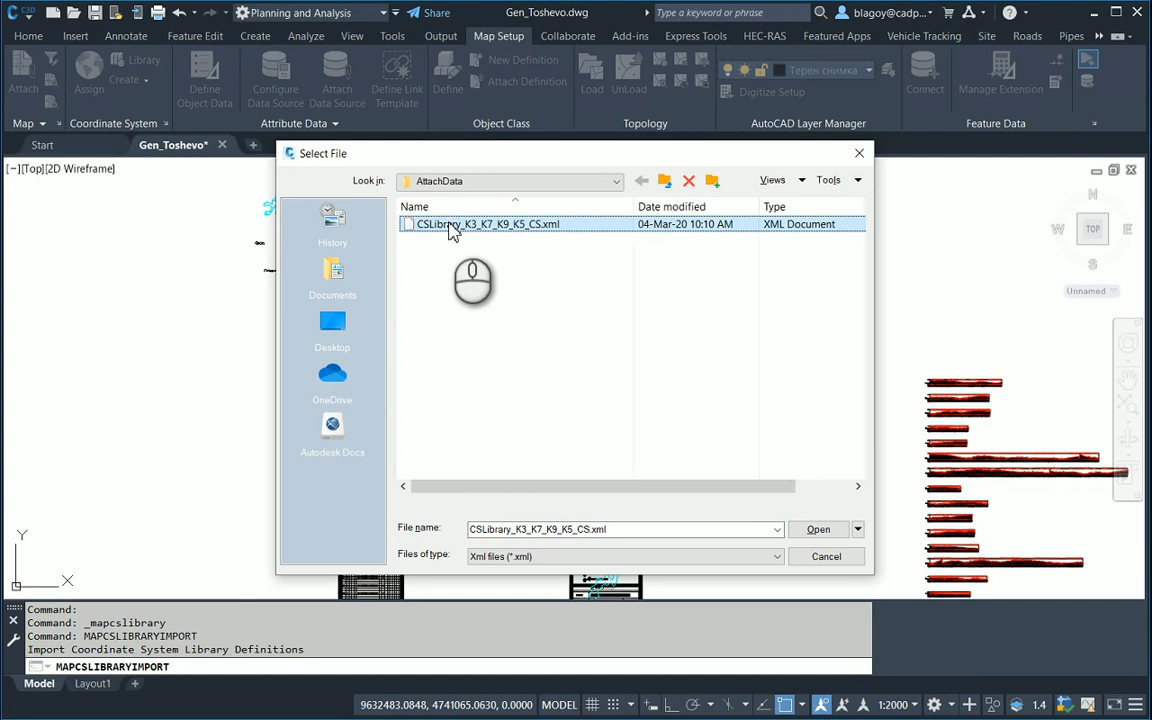 C3D Planning and Analysis Share Gen_Toshevo.dwg Type a keyword or phrase blagoy@cadp...
Home Insert Annotate Feature Edit Create Analyze View Tools Output Map Setup Collaborate Add-ins Express Tools HEC-RAS Featured Apps Vehicle Tracking Site Roads Pipes
Attach Assign Library Create
Define Object Data
Configure Data Source
Attach Data Source
Define Link Template
Define New Definition Attach Definition
Load UnLoad
Терен снимка
Digitize Setup
Connect Manage Extension
Map Coordinate System Attribute Data Object Class Topology AutoCAD Layer Manager Feature Data
Start Gen_Toshevo*
[−][Top][2D Wireframe]
Select File
Look in: AttachData Views Tools
Name Date modified Type
CSLibrary_K3_K7_K9_K5_CS.xml 04-Mar-20 10:10 AM XML Document
History
Documents
Desktop
OneDrive
Autodesk Docs
File name: CSLibrary_K3_K7_K9_K5_CS.xml Open
Files of type: Xml files (*.xml) Cancel
N
W TOP E
S
Unnamed
Y
X
Command:
Command: _mapcslibrary
Command: MAPCSLIBRARYIMPORT
Import Coordinate System Library Definitions
MAPCSLIBRARYIMPORT
Model Layout1
9632483.0848, 4741065.0630, 0.0000 MODEL 1:2000 1.4